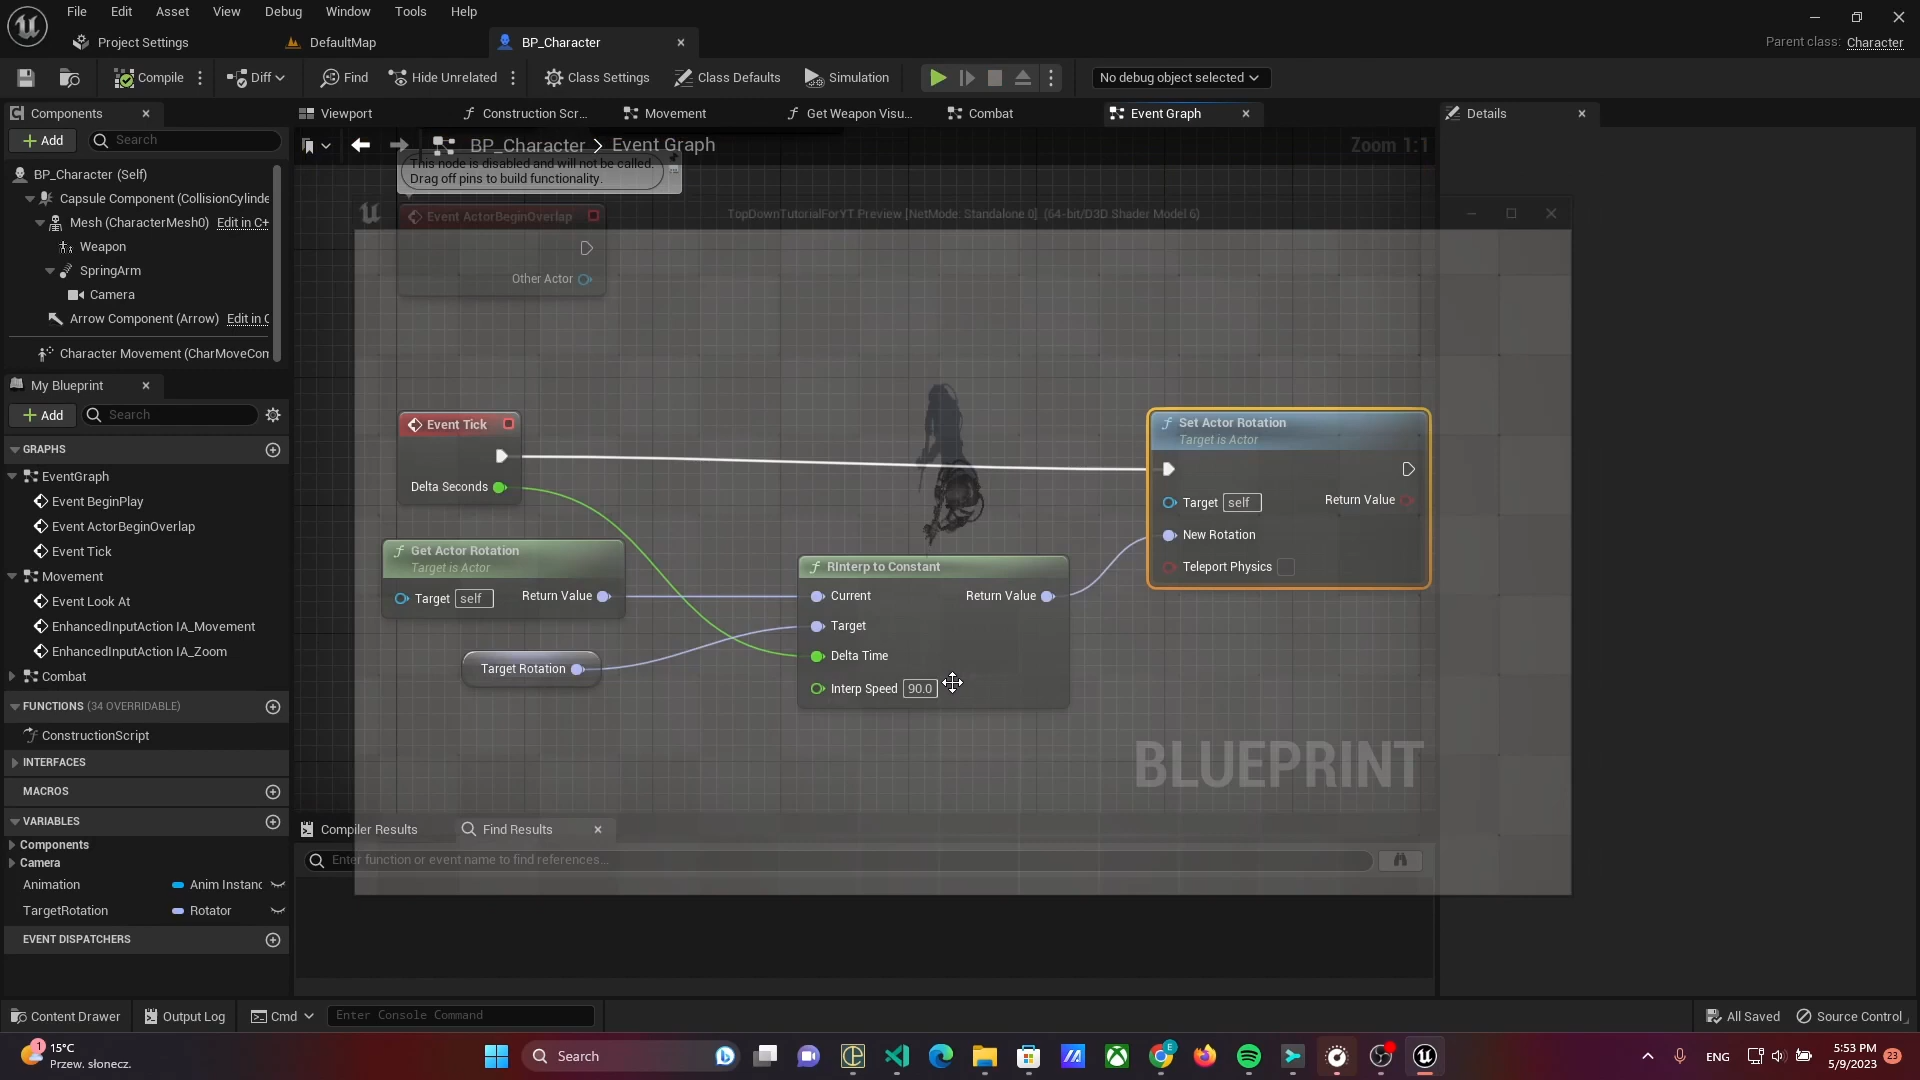 File Edit Asset View Debug Window Tools Help
Project Settings
DefaultMap
BP_Character
Parent class: Character
Compile
Diff
Find
Hide Unrelated
Class Settings
Class Defaults
Simulation
No debug object selected
Components
Viewport
Construction Scr...
Movement
Get Weapon Visu...
Combat
Event Graph
Details
Add
Search
BP_Character > Event Graph
Zoom 1:1
BP_Character (Self)
Capsule Component (CollisionCylinde
Mesh (CharacterMesh0) Edit in C+
Weapon
SpringArm
Camera
Arrow Component (Arrow) Edit in C
Character Movement (CharMoveCon
This node is disabled and will not be called.
Drag off pins to build functionality.
Event ActorBeginOverlap
Other Actor
TopDownTutorialForYT Preview [NetMode: Standalone 0] (64-bit/D3D Shader Model 6)
My Blueprint
Add
Search
GRAPHS
EventGraph
Event BeginPlay
Event ActorBeginOverlap
Event Tick
Movement
Event Look At
EnhancedInputAction IA_Movement
EnhancedInputAction IA_Zoom
Combat
FUNCTIONS (34 OVERRIDABLE)
ConstructionScript
INTERFACES
MACROS
VARIABLES
Components
Camera
Animation Anim Instanc
TargetRotation Rotator
EVENT DISPATCHERS
Event Tick
Delta Seconds
Get Actor Rotation
Target is Actor
Target self Return Value
Target Rotation
RInterp to Constant
Current Return Value
Target
Delta Time
Interp Speed 90.0
Set Actor Rotation
Target is Actor
Target self Return Value
New Rotation
Teleport Physics
BLUEPRINT
Compiler Results
Find Results
Enter function or event name to find references...
Content Drawer
Output Log
Cmd
Enter Console Command
All Saved
Source Control
1
15°C
Przew. słonecz.
Search
E
ENG
5:53 PM
5/9/2023
23